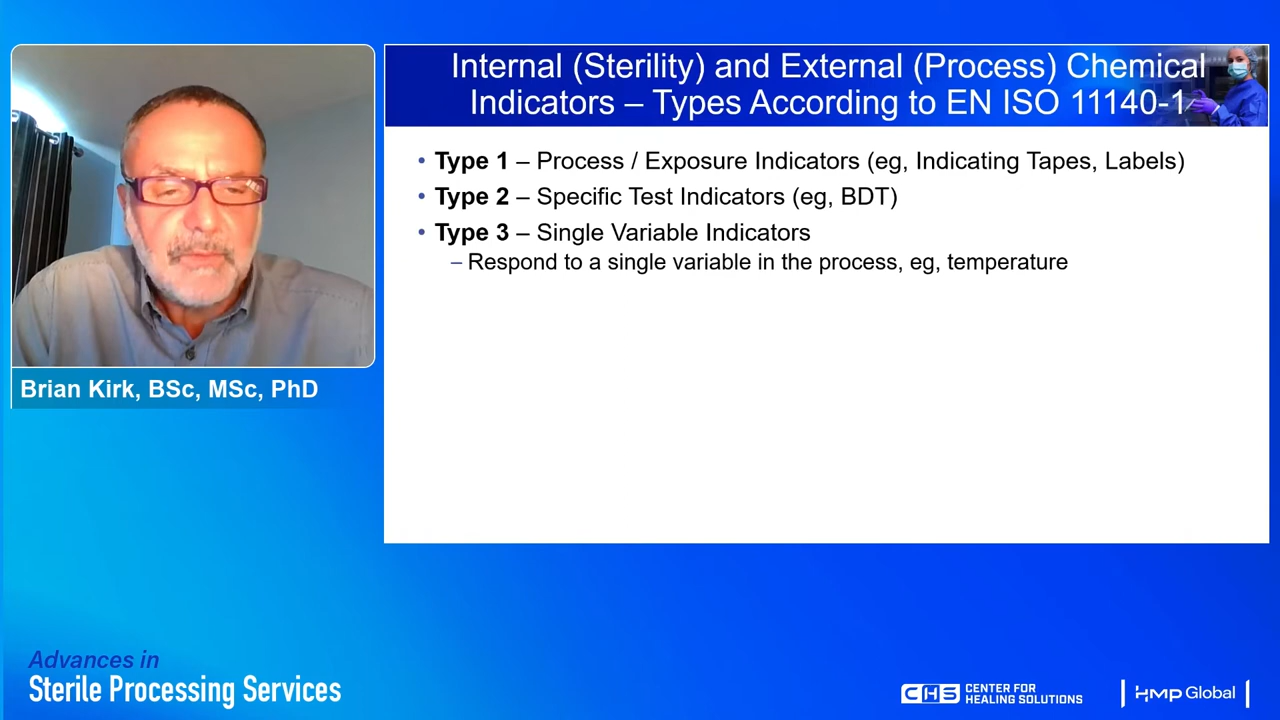 Internal (Sterility) and External (Process) Chemical
Indicators – Types According to EN ISO 11140-1
• Type 1 – Process / Exposure Indicators (eg, Indicating Tapes, Labels)
• Type 2 – Specific Test Indicators (eg, BDT)
• Type 3 – Single Variable Indicators
– Respond to a single variable in the process, eg, temperature
Brian Kirk, BSc, MSc, PhD
Advances in
Sterile Processing Services
CHS CENTER FOR
HEALING SOLUTIONS
HMP Global